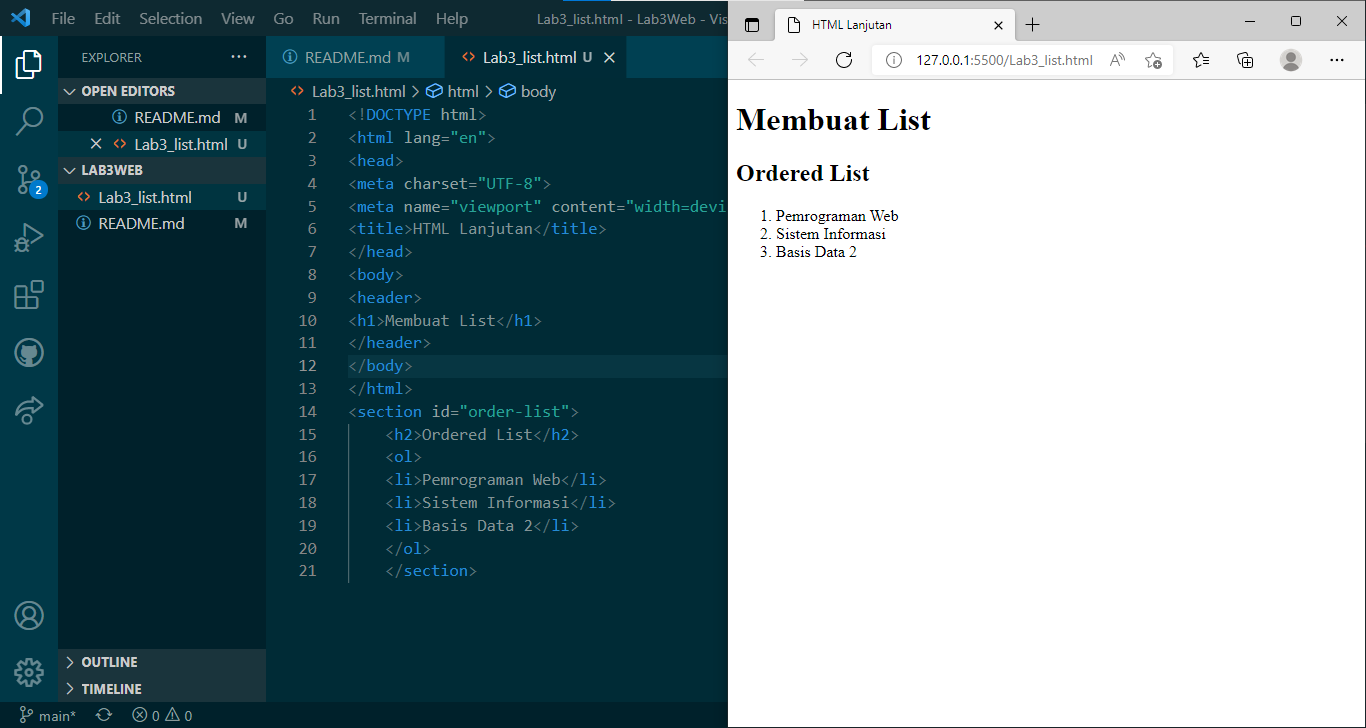 File Edit Selection View Go Run Terminal Help Lab3_list.html - Lab3Web - Vis
EXPLORER ...
OPEN EDITORS
README.md M
Lab3_list.html U
LAB3WEB
Lab3_list.html U
README.md M
OUTLINE
TIMELINE
2
main* 0 0
README.md M Lab3_list.html U
Lab3_list.html > html > body
1 <!DOCTYPE html>
2 <html lang="en">
3 <head>
4 <meta charset="UTF-8">
5 <meta name="viewport" content="width=devi
6 <title>HTML Lanjutan</title>
7 </head>
8 <body>
9 <header>
10 <h1>Membuat List</h1>
11 </header>
12 </body>
13 </html>
14 <section id="order-list">
15 <h2>Ordered List</h2>
16 <ol>
17 <li>Pemrograman Web</li>
18 <li>Sistem Informasi</li>
19 <li>Basis Data 2</li>
20 </ol>
21 </section>
HTML Lanjutan
127.0.0.1:5500/Lab3_list.html
Membuat List
Ordered List
1. Pemrograman Web
2. Sistem Informasi
3. Basis Data 2